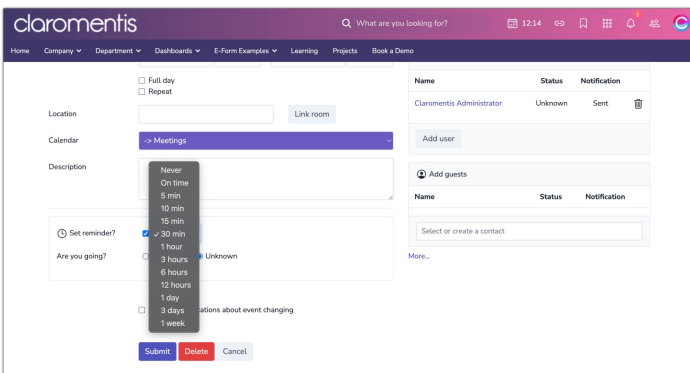 claromentis
What are you looking for?
12:14
1
Home Company Department Dashboards E-Form Examples Learning Projects Book a Demo
Full day
Repeat
Location
Link room
Calendar
-> Meetings
Description
Never
On time
5 min
10 min
15 min
30 min
1 hour
3 hours
6 hours
12 hours
1 day
3 days
1 week
Set reminder?
Are you going?
Unknown
ations about event changing
Submit Delete Cancel
Name Status Notification
Claromentis Administrator Unknown Sent
Add user
Add guests
Name Status Notification
Select or create a contact
More...